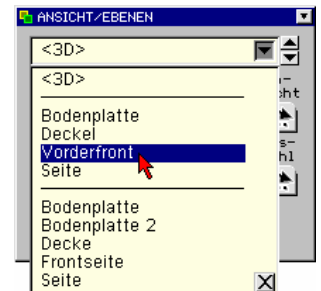 ANSICHT/EBENEN
<3D>
<3D>
Bodenplatte
Deckel
Vorderfront
Seite
Bodenplatte
Bodenplatte 2
Decke
Frontseite
Seite